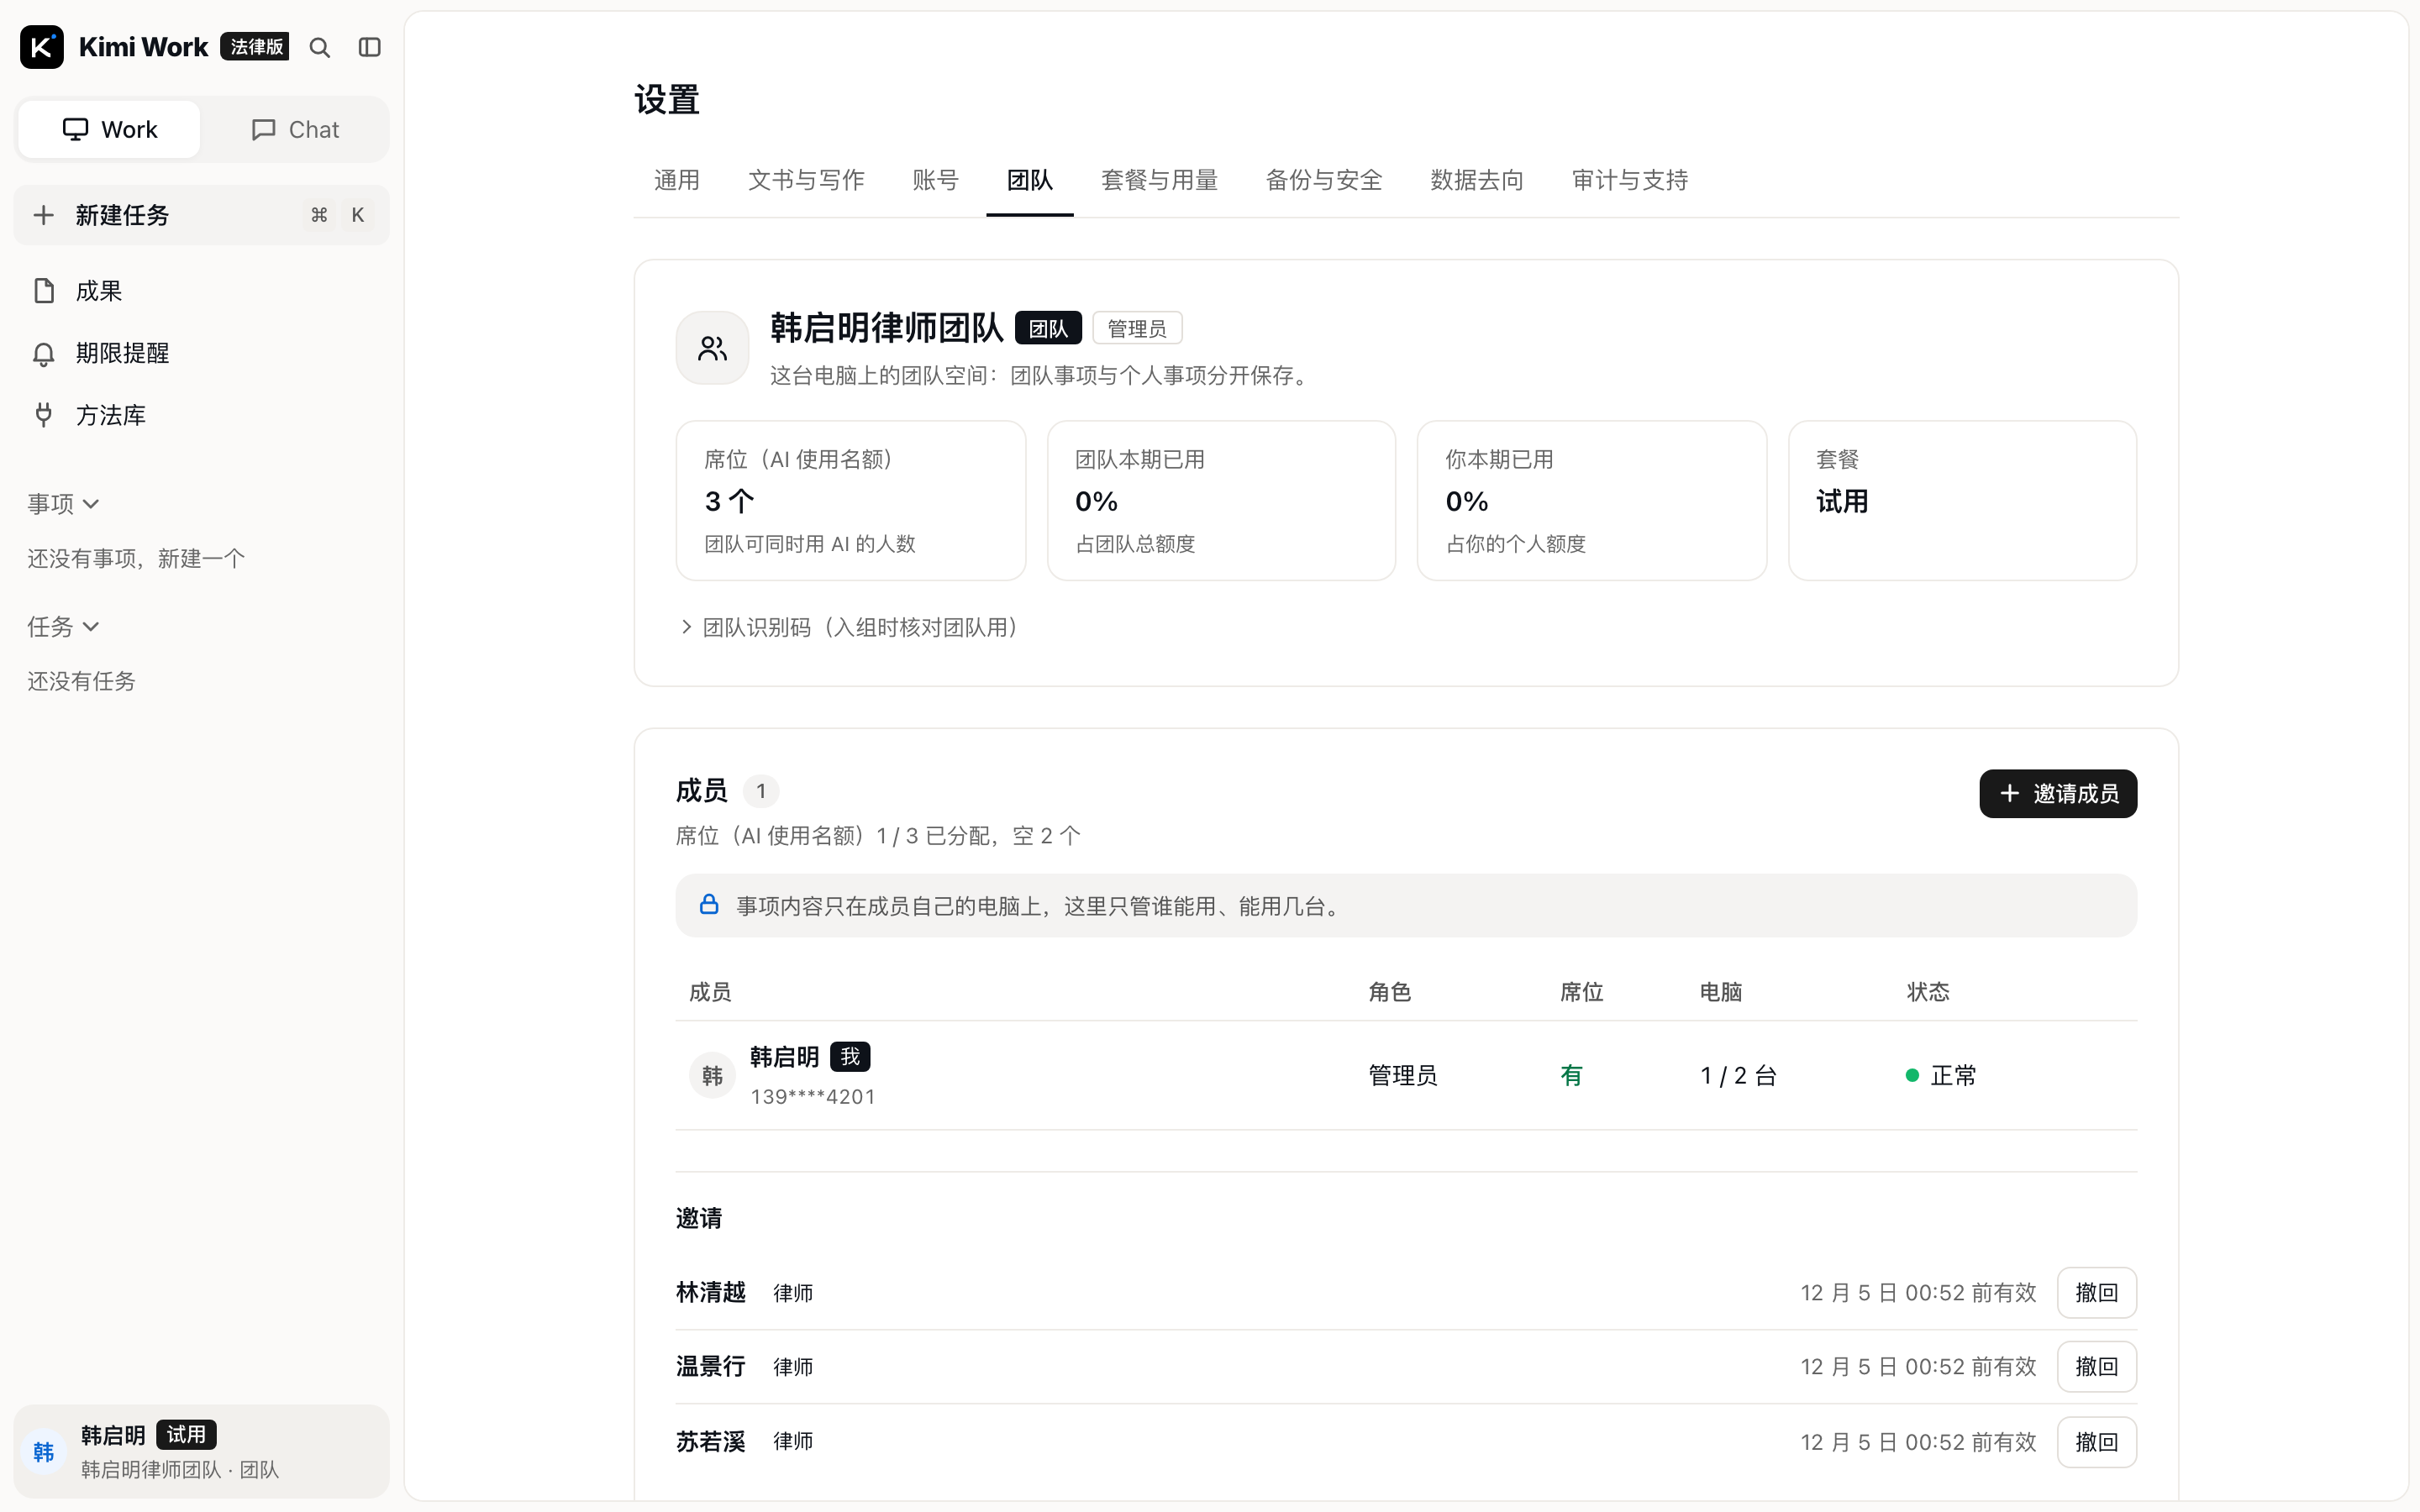 Kimi Work 法律版
Work Chat
新建任务 ⌘ K
成果
期限提醒
方法库
事项
还没有事项，新建一个
任务
还没有任务
韩 韩启明 试用
韩启明律师团队 · 团队
设置
通用 文书与写作 账号 团队 套餐与用量 备份与安全 数据去向 审计与支持
韩启明律师团队 团队 管理员
这台电脑上的团队空间：团队事项与个人事项分开保存。
席位（AI 使用名额）
3 个
团队可同时用 AI 的人数
团队本期已用
0%
占团队总额度
你本期已用
0%
占你的个人额度
套餐
试用
团队识别码（入组时核对团队用）
成员 1
邀请成员
席位（AI 使用名额）1 / 3 已分配，空 2 个
事项内容只在成员自己的电脑上，这里只管谁能用、能用几台。
成员 角色 席位 电脑 状态
韩 韩启明 我 管理员 有 1 / 2 台 正常
139****4201
邀请
林清越 律师 12 月 5 日 00:52 前有效 撤回
温景行 律师 12 月 5 日 00:52 前有效 撤回
苏若溪 律师 12 月 5 日 00:52 前有效 撤回